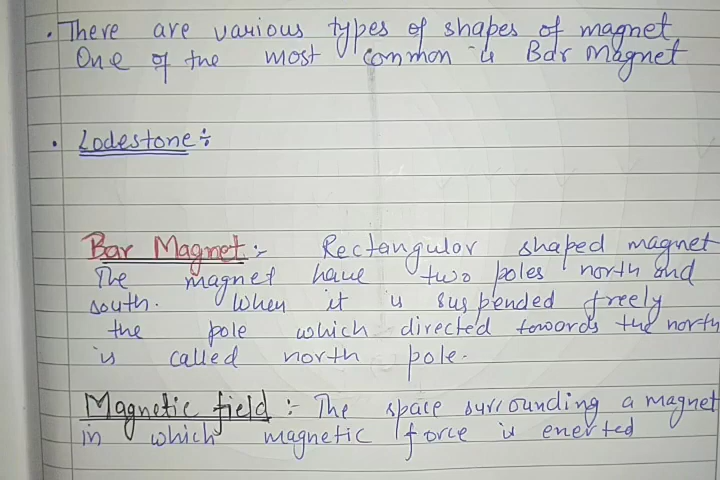 • There are various types of shapes of magnet
One of the most common is Bar magnet
• Lodestone :-
Bar Magnet :- Rectangular shaped magnet
The magnet have two poles north and
south. When it is suspended freely
the pole which directed towards the north
is called north pole.
Magnetic field :- The space surrounding a magnet
in which magnetic force is exerted